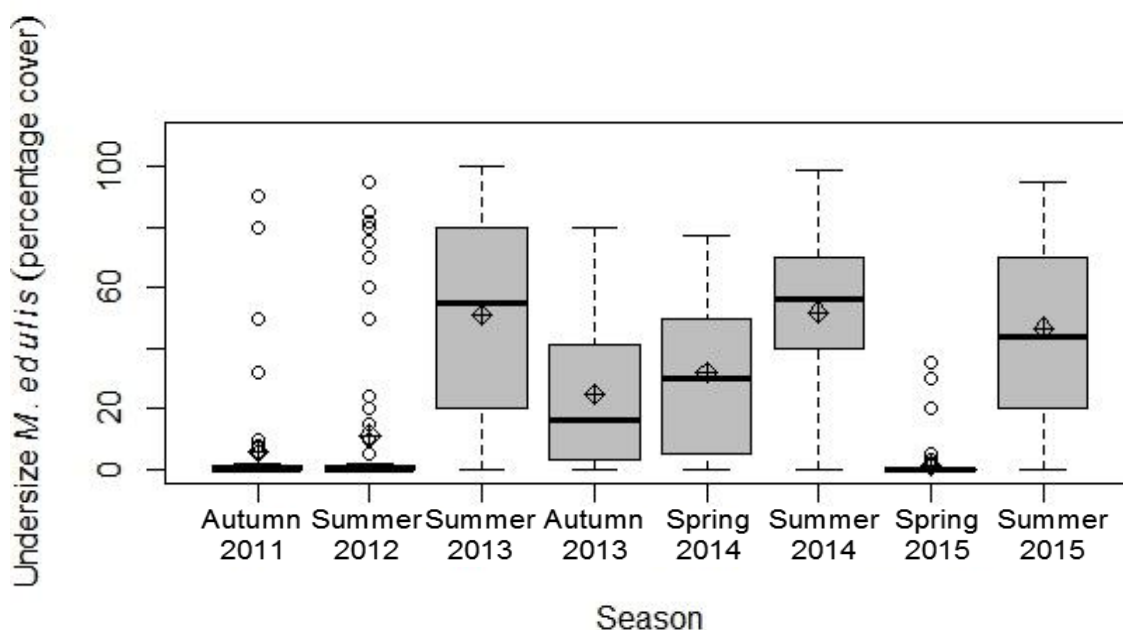 Undersize M. edulis (percentage cover)
100
60
20
0
Autumn Summer Summer Autumn Spring Summer Spring Summer
2011 2012 2013 2013 2014 2014 2015 2015
Season